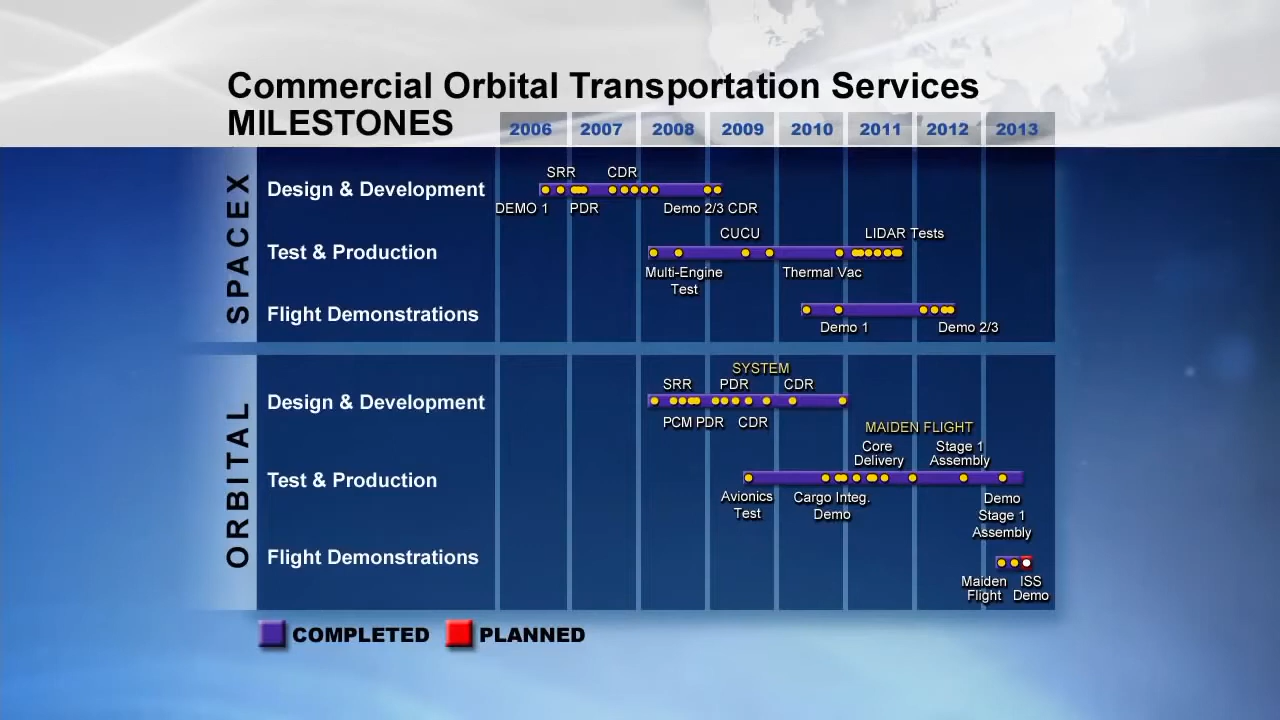 Commercial Orbital Transportation Services
MILESTONES
2006 2007 2008 2009 2010 2011 2012 2013
SPACEX
Design & Development
SRR CDR
DEMO 1 PDR Demo 2/3 CDR
Test & Production
CUCU LIDAR Tests
Multi-Engine Thermal Vac
Test
Flight Demonstrations
Demo 1 Demo 2/3
ORBITAL
Design & Development
SYSTEM
SRR PDR CDR
PCM PDR CDR
Test & Production
MAIDEN FLIGHT
Core Stage 1
Delivery Assembly
Avionics Cargo Integ. Demo
Test Demo Stage 1
Assembly
Flight Demonstrations
Maiden ISS
Flight Demo
COMPLETED PLANNED